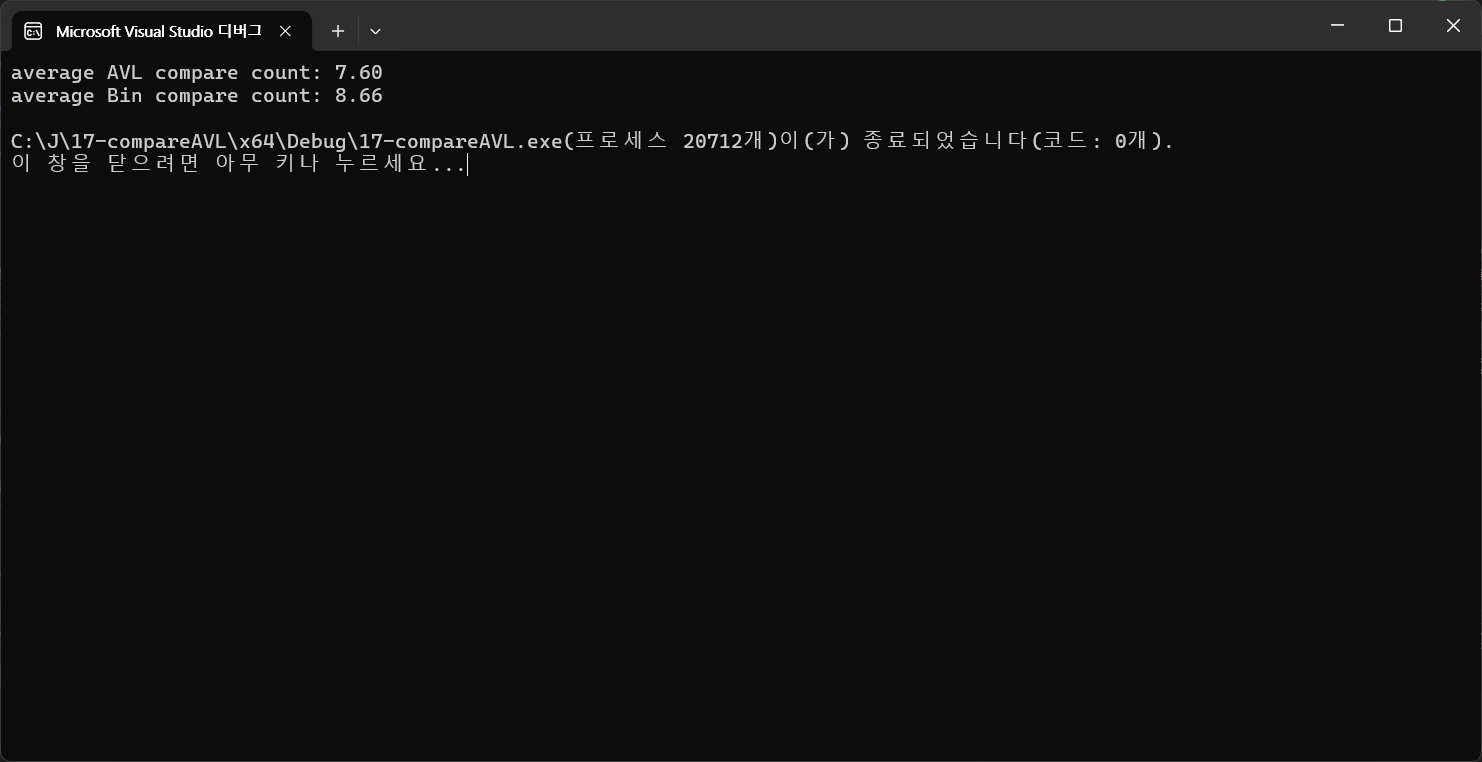 Microsoft Visual Studio 디버그
average AVL compare count: 7.60
average Bin compare count: 8.66
C:\J\17-compareAVL\x64\Debug\17-compareAVL.exe(프로세스 20712개)이(가) 종료되었습니다(코드: 0개).
이 창을 닫으려면 아무 키나 누르세요...